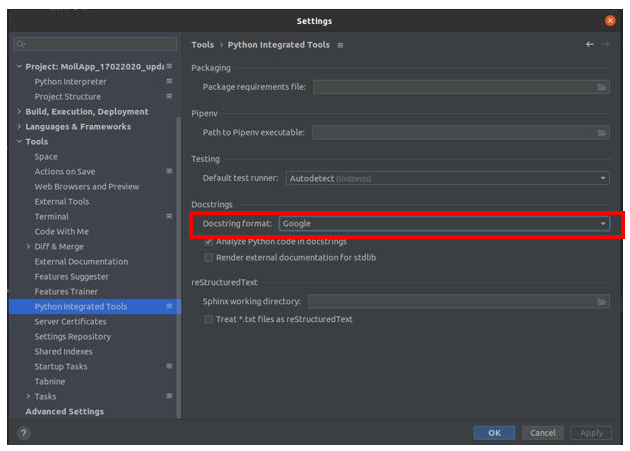 Settings
Project: MoilApp_17022020_upda
Python Interpreter
Project Structure
Build, Execution, Deployment
Languages & Frameworks
Tools
Space
Actions on Save
Web Browsers and Preview
External Tools
Terminal
Code With Me
Diff & Merge
External Documentation
Features Suggester
Features Trainer
Python Integrated Tools
Server Certificates
Settings Repository
Shared Indexes
Startup Tasks
Tabnine
Tasks
Advanced Settings
Tools › Python Integrated Tools
Packaging
Package requirements file:
Pipenv
Path to Pipenv executable:
Testing
Default test runner: Autodetect (Unittests)
Docstrings
Docstring format: Google
Analyze Python code in docstrings
Render external documentation for stdlib
reStructuredText
Sphinx working directory:
Treat *.txt files as reStructuredText
? OK Cancel Apply